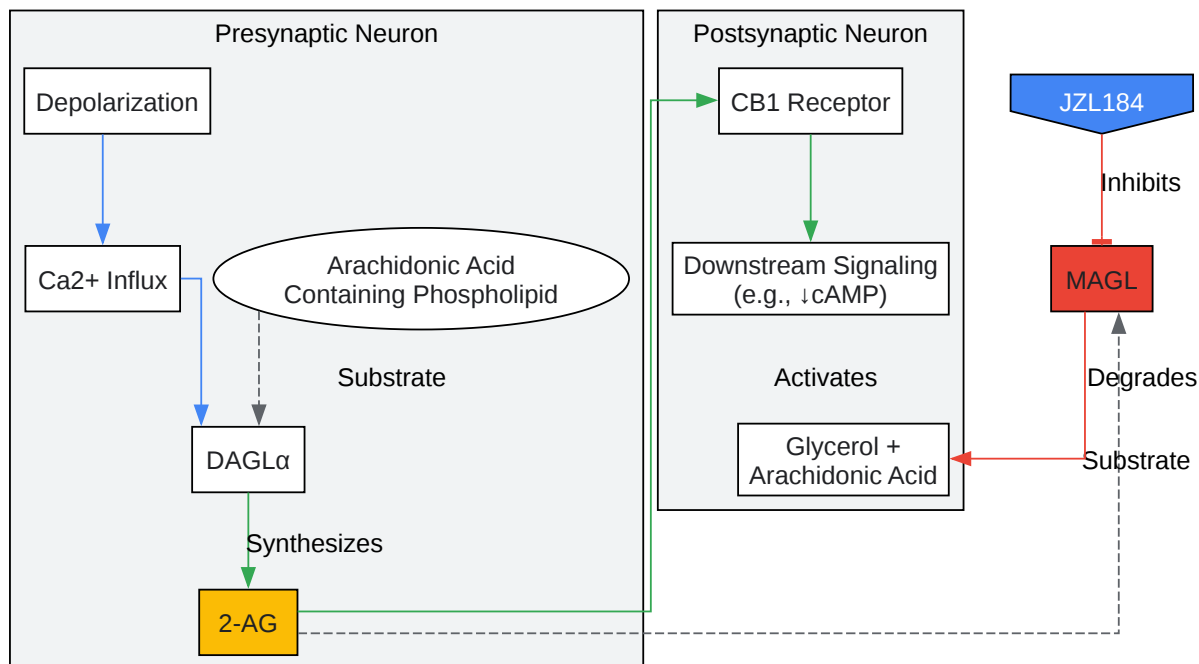 Presynaptic Neuron
Depolarization
Ca2+ Influx
Arachidonic Acid
Containing Phospholipid
Substrate
DAGLα
Synthesizes
2-AG
Postsynaptic Neuron
CB1 Receptor
Downstream Signaling
(e.g., ↓cAMP)
Activates
Glycerol +
Arachidonic Acid
JZL184
Inhibits
MAGL
Degrades
Substrate